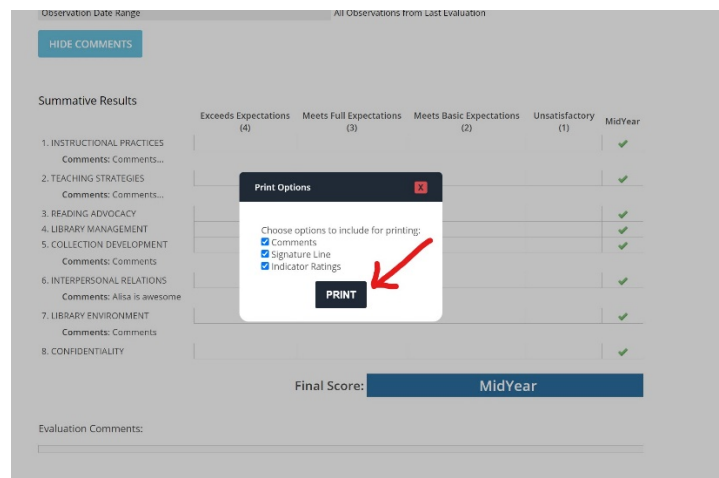 Observation Date Range All Observations from Last Evaluation
HIDE COMMENTS
Summative Results
Exceeds Expectations (4) Meets Full Expectations (3) Meets Basic Expectations (2) Unsatisfactory (1) MidYear
1. INSTRUCTIONAL PRACTICES
Comments: Comments...
2. TEACHING STRATEGIES
Comments: Comments...
3. READING ADVOCACY
4. LIBRARY MANAGEMENT
5. COLLECTION DEVELOPMENT
Comments: Comments
6. INTERPERSONAL RELATIONS
Comments: Alisa is awesome
7. LIBRARY ENVIRONMENT
Comments: Comments
8. CONFIDENTIALITY
Print Options X
Choose options to include for printing:
Comments
Signature Line
Indicator Ratings
PRINT
Final Score: MidYear
Evaluation Comments: